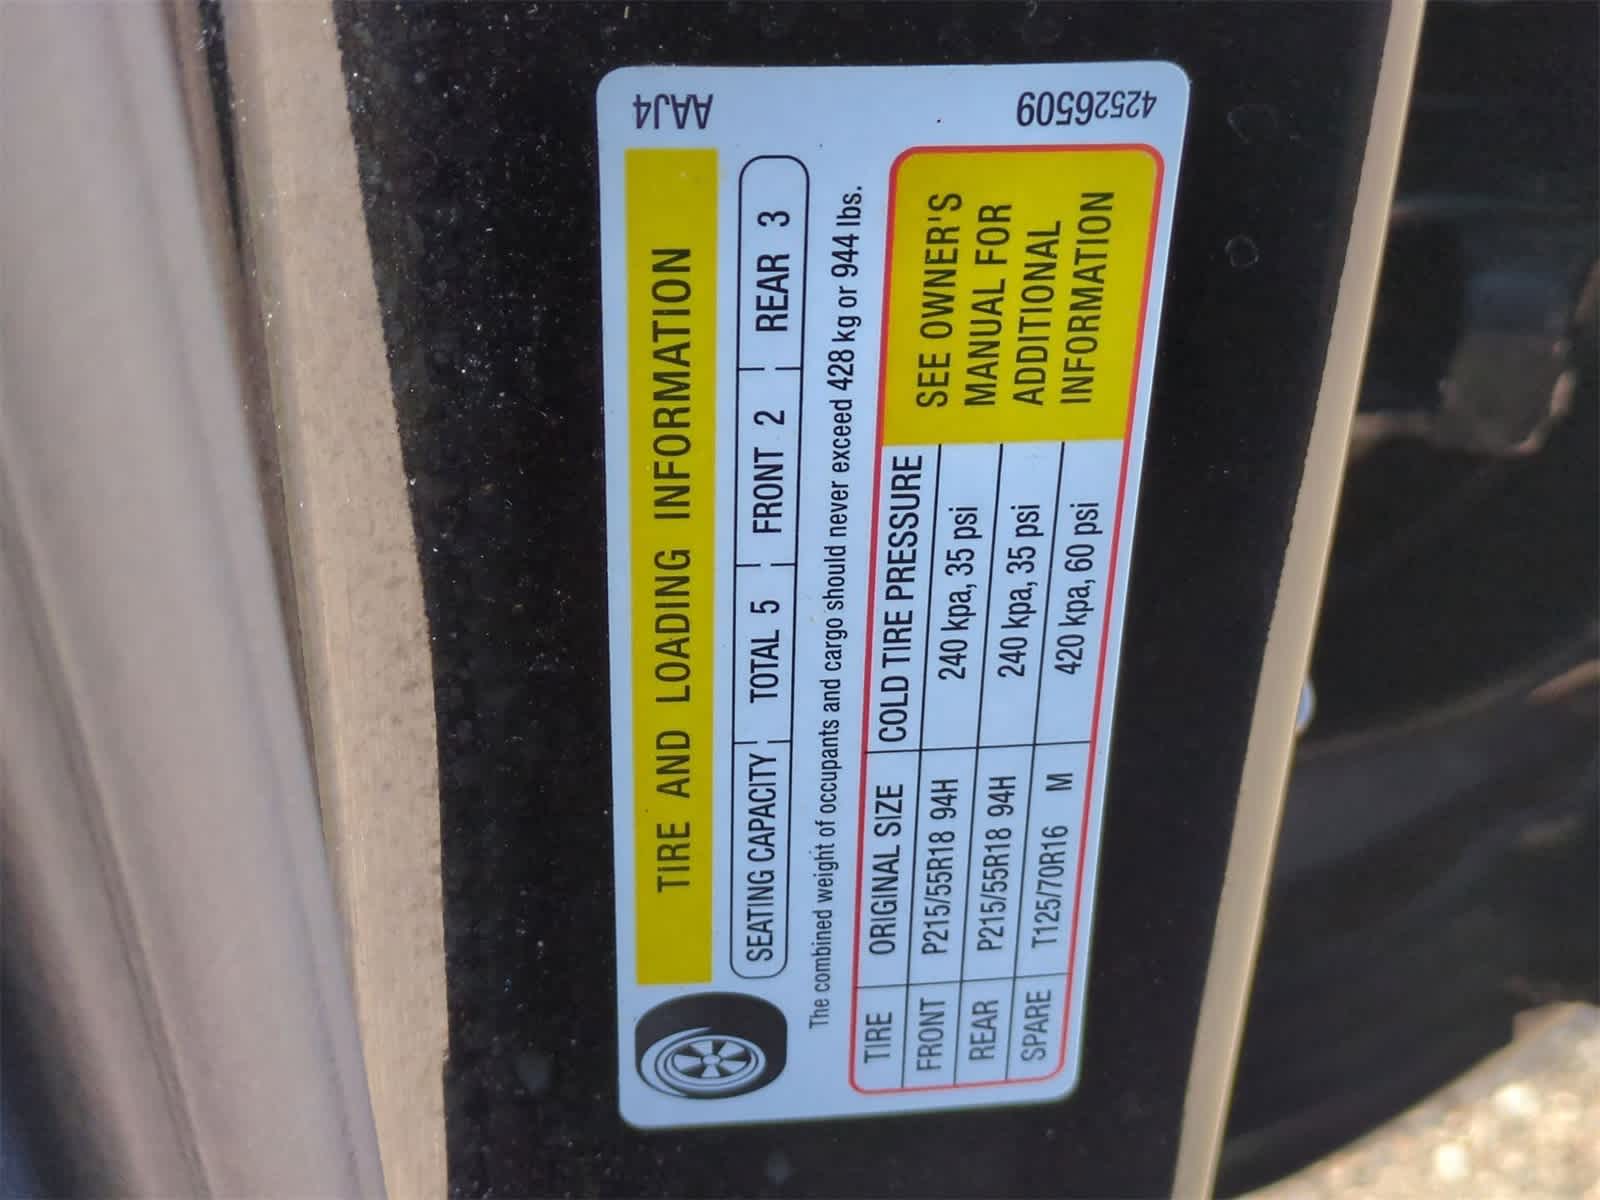 TIRE AND LOADING INFORMATION
SEATING CAPACITY TOTAL 5 FRONT 2 REAR 3
The combined weight of occupants and cargo should never exceed 428 kg or 944 lbs.
TIRE ORIGINAL SIZE COLD TIRE PRESSURE
FRONT P215/55R18 94H 240 kpa, 35 psi
REAR P215/55R18 94H 240 kpa, 35 psi
SPARE T125/70R16 M 420 kpa, 60 psi
SEE OWNER'S
MANUAL FOR
ADDITIONAL
INFORMATION
AAJ4
42526509